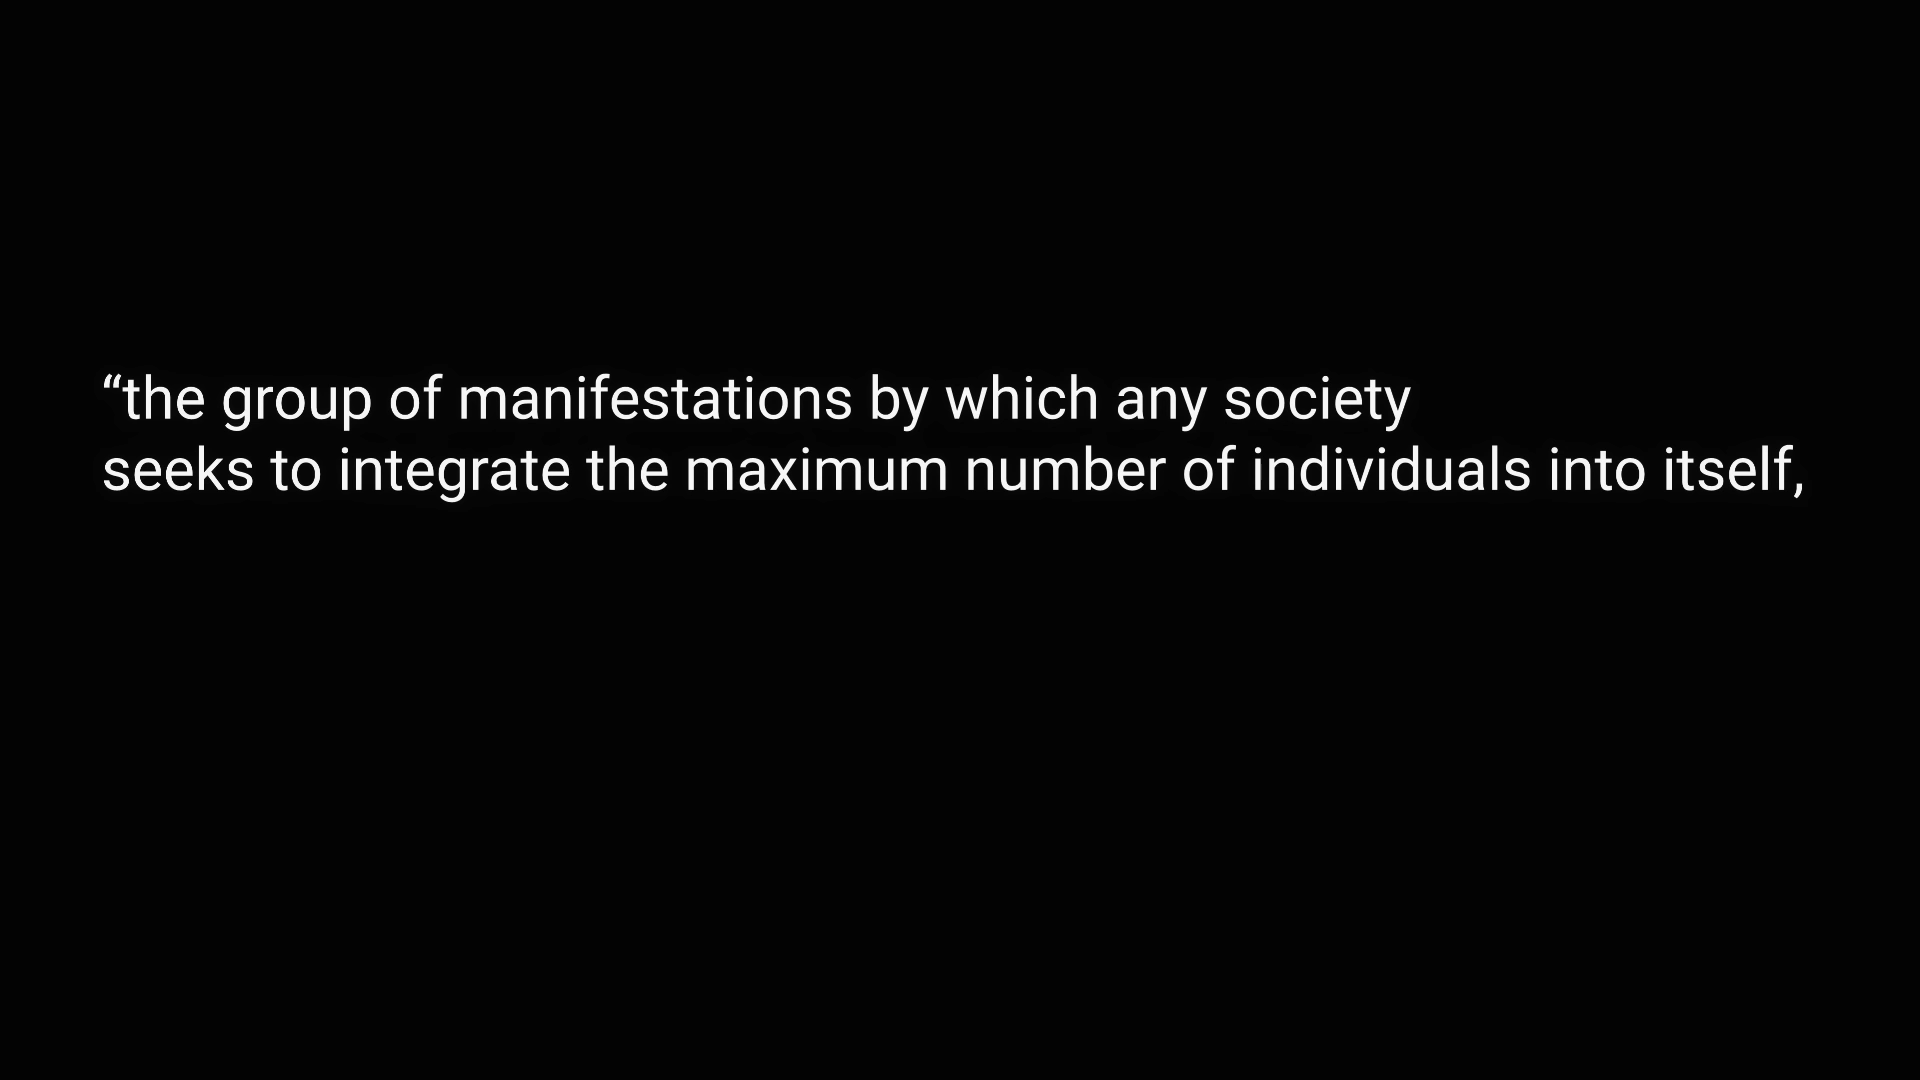 “the group of manifestations by which any society
seeks to integrate the maximum number of individuals into itself,